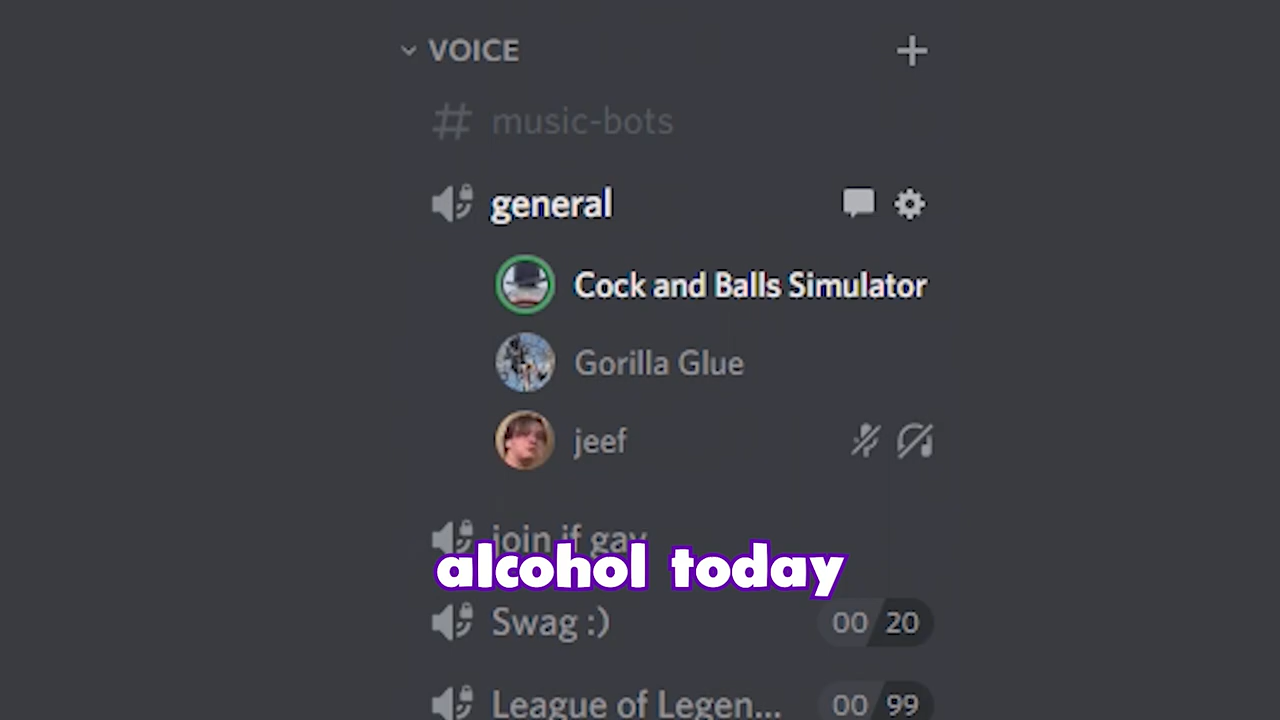 VOICE
music-bots
general
Cock and Balls Simulator
Gorilla Glue
jeef
join if gay
alcohol today
Swag :)
00 20
League of Legen...
00 99